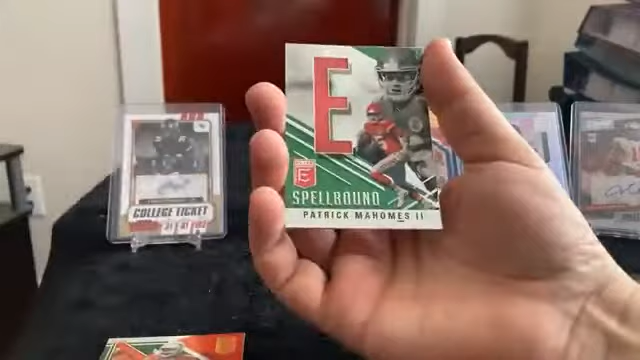 E
E
SPELLBOUND
PATRICK MAHOMES II
COLLEGE TICKET